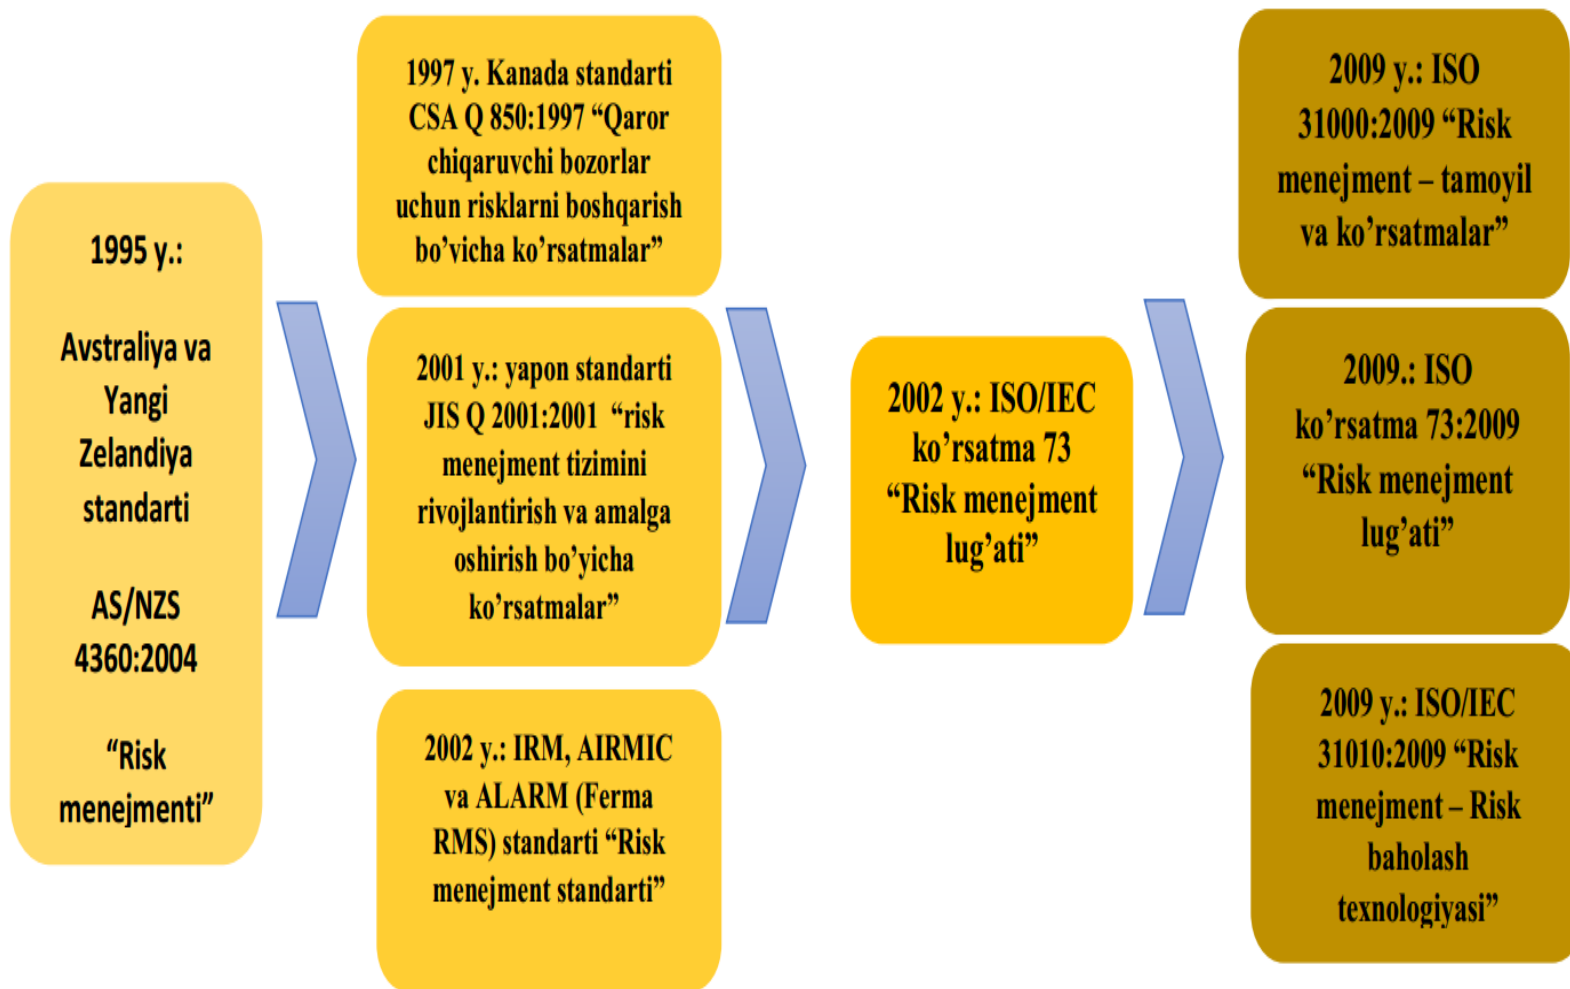 1995 y.:
Avstraliya va
Yangi
Zelandiya
standarti
AS/NZS
4360:2004
“Risk
menejmenti”
1997 y. Kanada standarti
CSA Q 850:1997 “Qaror
chiqaruvchi bozorlar
uchun risklarni boshqarish
bo’vicha ko’rsatmalar”
2001 y.: yapon standarti
JIS Q 2001:2001 “risk
menejment tizimini
rivojlantirish va amalga
oshirish bo’yicha
ko’rsatmalar”
2002 y.: IRM, AIRMIC
va ALARM (Ferma
RMS) standarti “Risk
menejment standarti”
2002 y.: ISO/IEC
ko’rsatma 73
“Risk menejment
lug’ati”
2009 y.: ISO
31000:2009 “Risk
menejment – tamoyil
va ko’rsatmalar”
2009.: ISO
ko’rsatma 73:2009
“Risk menejment
lug’ati”
2009 y.: ISO/IEC
31010:2009 “Risk
menejment – Risk
baholash
texnologiyasi”